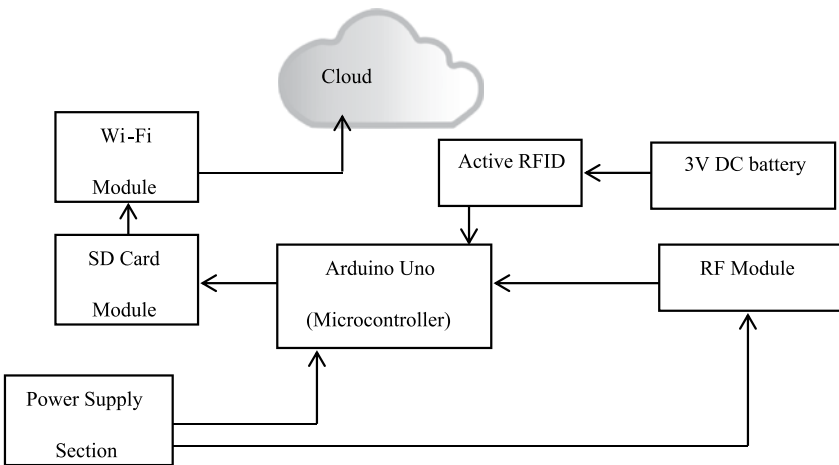 Cloud
Wi-Fi
Module
Active RFID
3V DC battery
SD Card
Module
Arduino Uno
(Microcontroller)
RF Module
Power Supply
Section